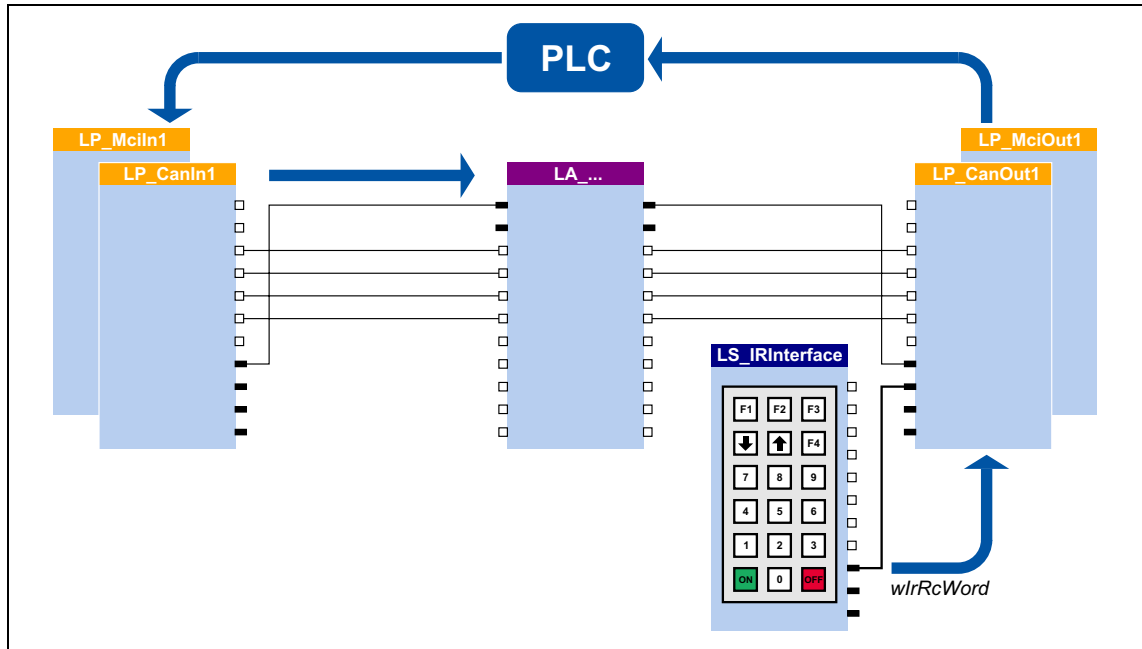 PLC
LP_MciIn1
LP_MciOut1
LP_CanIn1
LA_...
LP_CanOut1
LS_IRInterface
F1 F2 F3
F4
7 8 9
4 5 6
1 2 3
ON 0 OFF
wIrRcWord